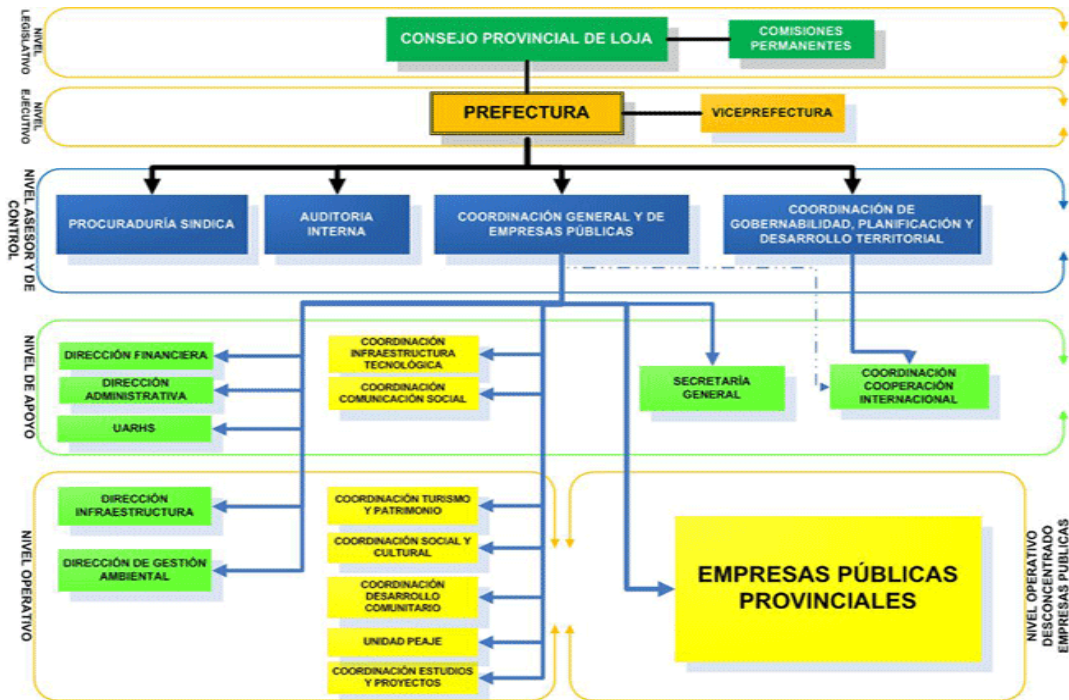 NIVEL
LEGISLATIVO
CONSEJO PROVINCIAL DE LOJA
COMISIONES
PERMANENTES
NIVEL
EJECUTIVO
PREFECTURA
VICEPREFECTURA
NIVEL ASESOR Y DE
CONTROL
PROCURADURÍA SINDICA
AUDITORIA
INTERNA
COORDINACIÓN GENERAL Y DE
EMPRESAS PÚBLICAS
COORDINACIÓN DE
GOBERNABILIDAD, PLANIFICACIÓN Y
DESARROLLO TERRITORIAL
NIVEL DE APOYO
DIRECCIÓN FINANCIERA
DIRECCIÓN
ADMINISTRATIVA
UARHS
COORDINACIÓN
INFRAESTRUCTURA
TECNOLÓGICA
COORDINACIÓN
COMUNICACIÓN SOCIAL
SECRETARÍA
GENERAL
COORDINACIÓN
COOPERACIÓN
INTERNACIONAL
NIVEL OPERATIVO
DIRECCIÓN
INFRAESTRUCTURA
DIRECCIÓN DE GESTIÓN
AMBIENTAL
COORDINACIÓN TURISMO
Y PATRIMONIO
COORDINACIÓN SOCIAL Y
CULTURAL
COORDINACIÓN
DESARROLLO
COMUNITARIO
UNIDAD PEAJE
COORDINACIÓN ESTUDIOS
Y PROYECTOS
EMPRESAS PÚBLICAS
PROVINCIALES
NIVEL OPERATIVO
DESCONCENTRADO
EMPRESAS PUBLICAS